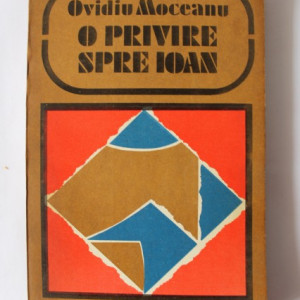 Ovidiu Moceanu
O PRIVIRE
SPRE IOAN